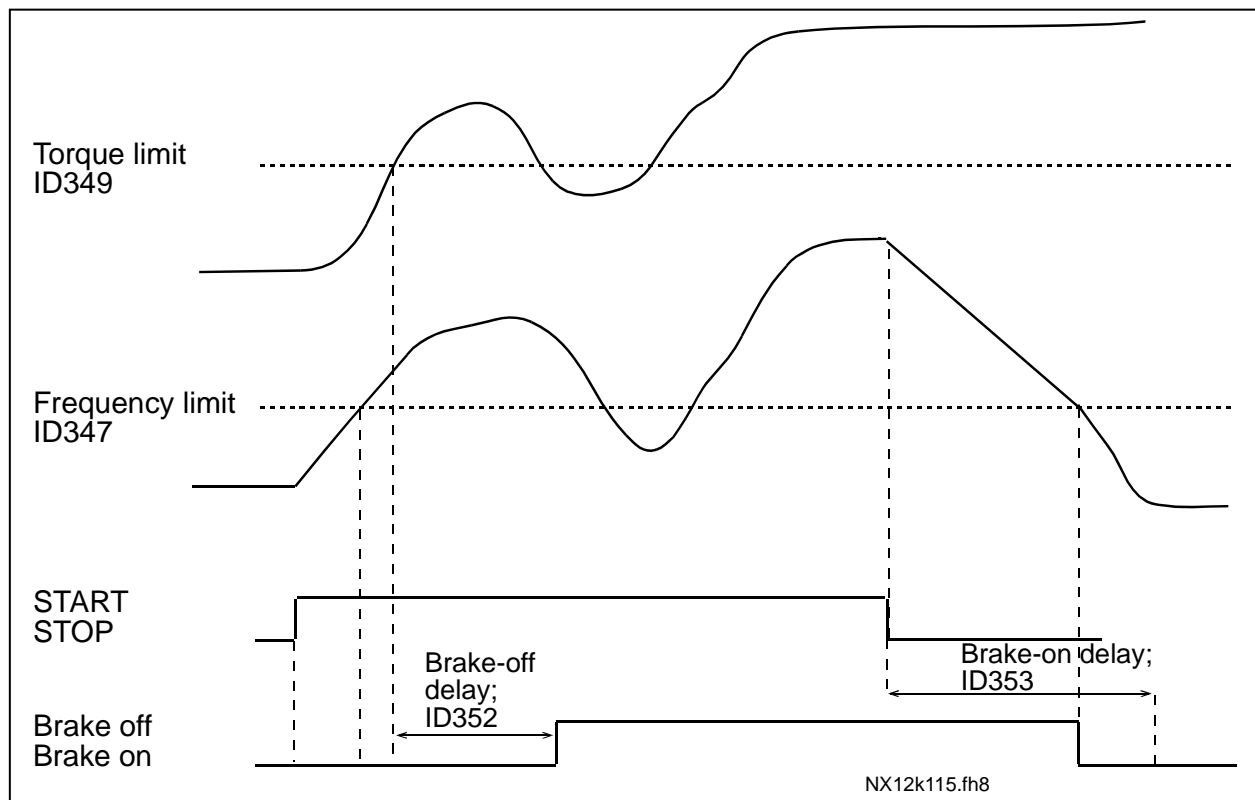 Torque limit
ID349
Frequency limit
ID347
START
STOP
Brake-off
delay;
ID352
Brake-on delay;
ID353
Brake off
Brake on
NX12k115.fh8